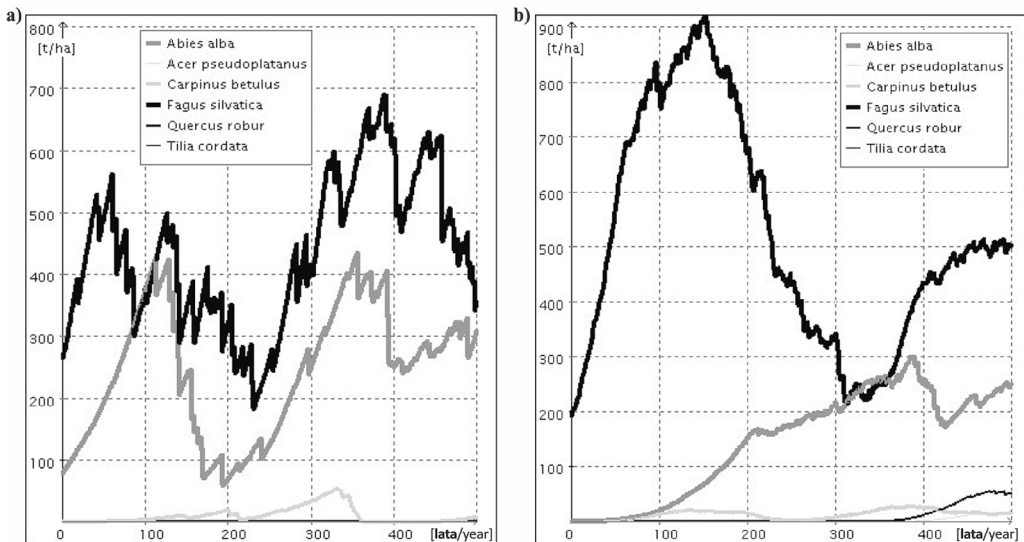 a)
800
[t/ha]
700
600
500
400
300
200
100
0
100
200
300
400
[lata/year]
Abies alba
Acer pseudoplatanus
Carpinus betulus
Fagus silvatica
Quercus robur
Tilia cordata
b)
900
[t/ha]
800
700
600
500
400
300
200
100
0
100
200
300
400
[lata/year]
Abies alba
Acer pseudoplatanus
Carpinus betulus
Fagus silvatica
Quercus robur
Tilia cordata